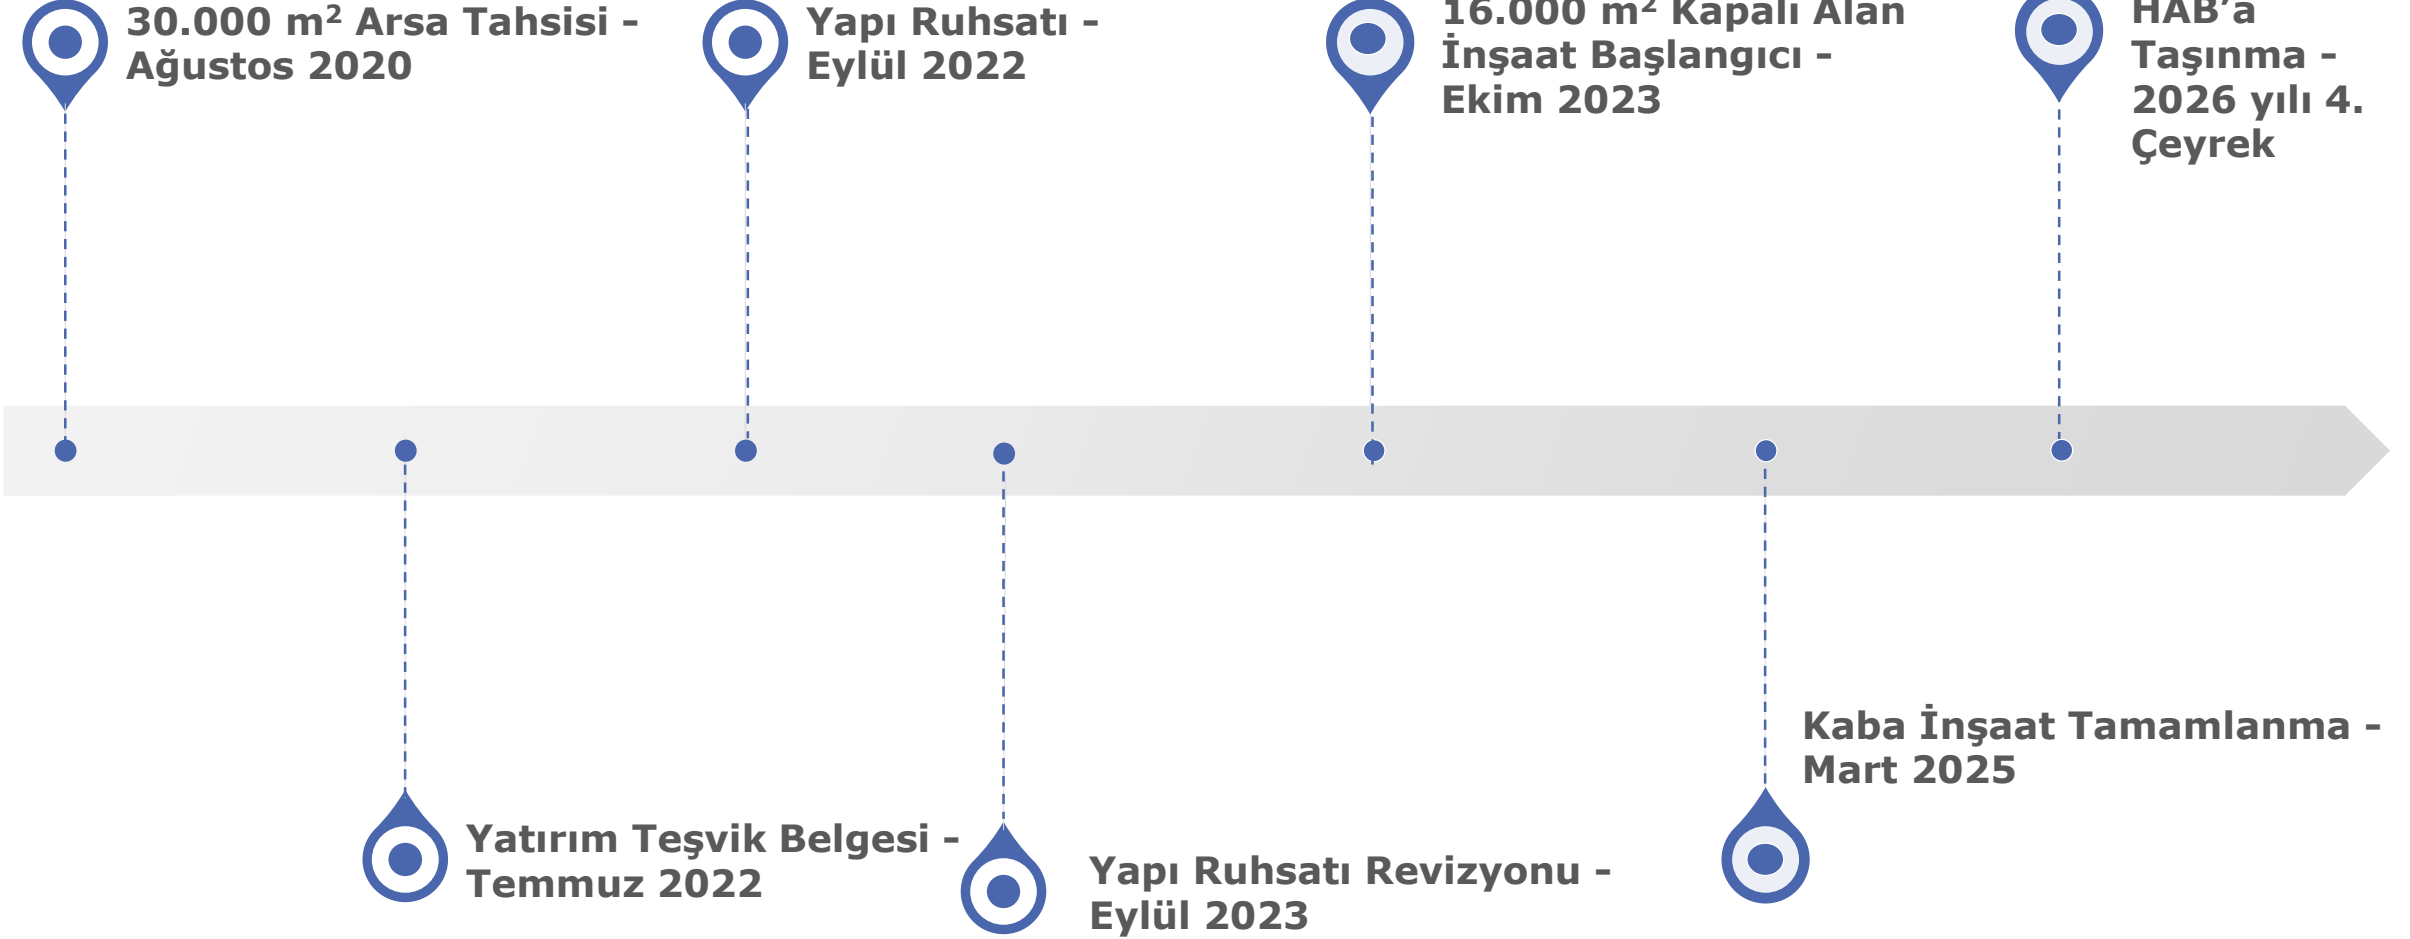 30.000 m² Arsa Tahsisi –
Ağustos 2020
Yapı Ruhsatı –
Eylül 2022
16.000 m² Kapalı Alan
İnşaat Başlangıcı –
Ekim 2023
HAB’a
Taşınma –
2026 yılı 4.
Çeyrek
Yatırım Teşvik Belgesi –
Temmuz 2022
Yapı Ruhsatı Revizyonu –
Eylül 2023
Kaba İnşaat Tamamlanma –
Mart 2025